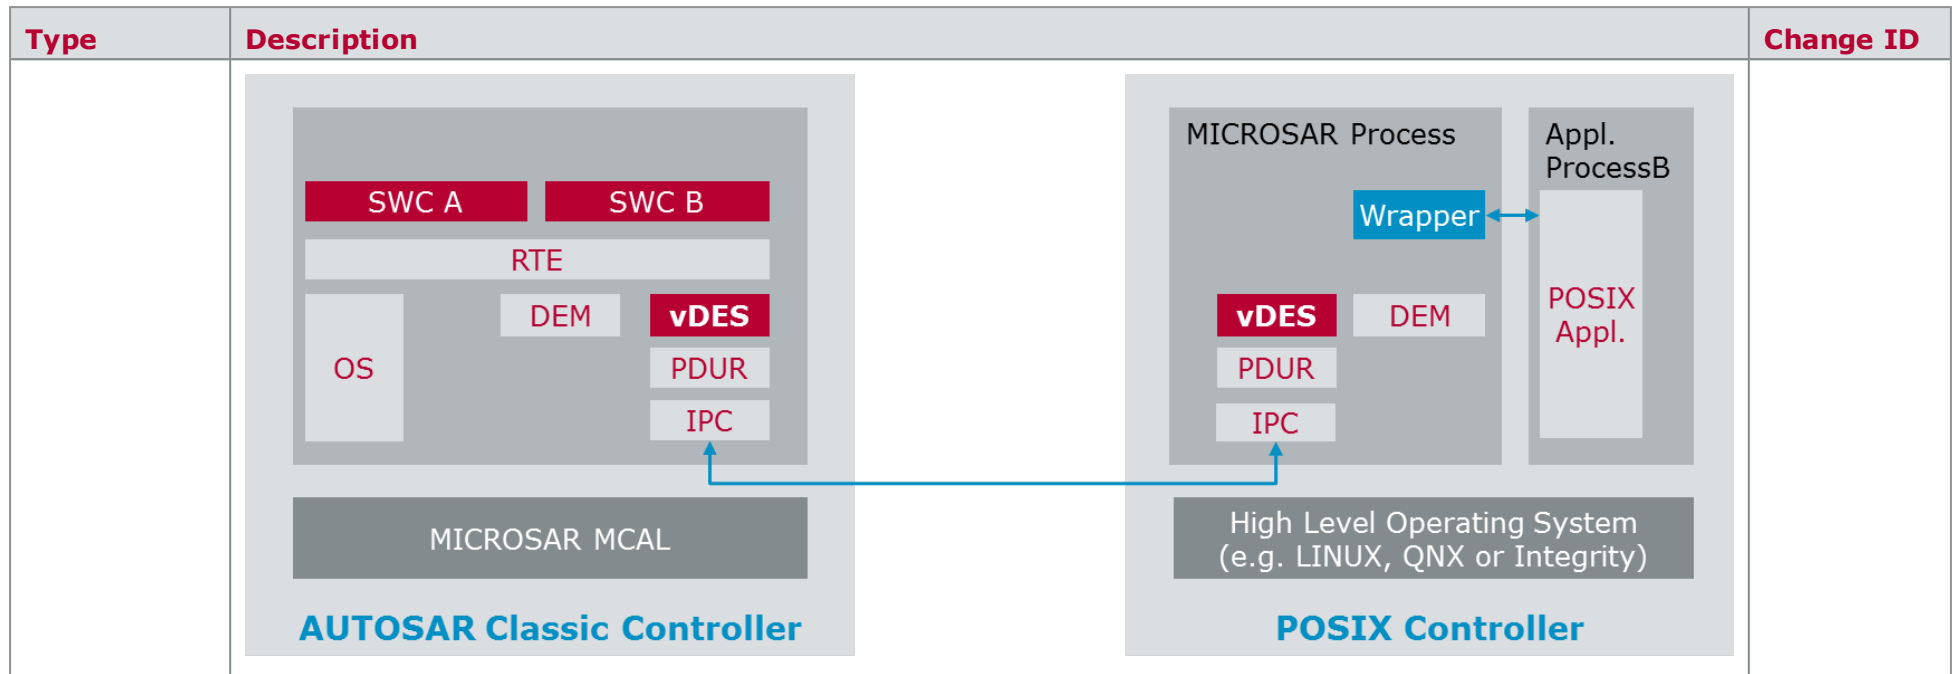 Type
Description
Change ID
SWC A
SWC B
RTE
OS
DEM
vDES
PDUR
IPC
MICROSAR MCAL
AUTOSAR Classic Controller
MICROSAR Process
Appl.
ProcessB
Wrapper
vDES
DEM
POSIX
Appl.
PDUR
IPC
High Level Operating System
(e.g. LINUX, QNX or Integrity)
POSIX Controller